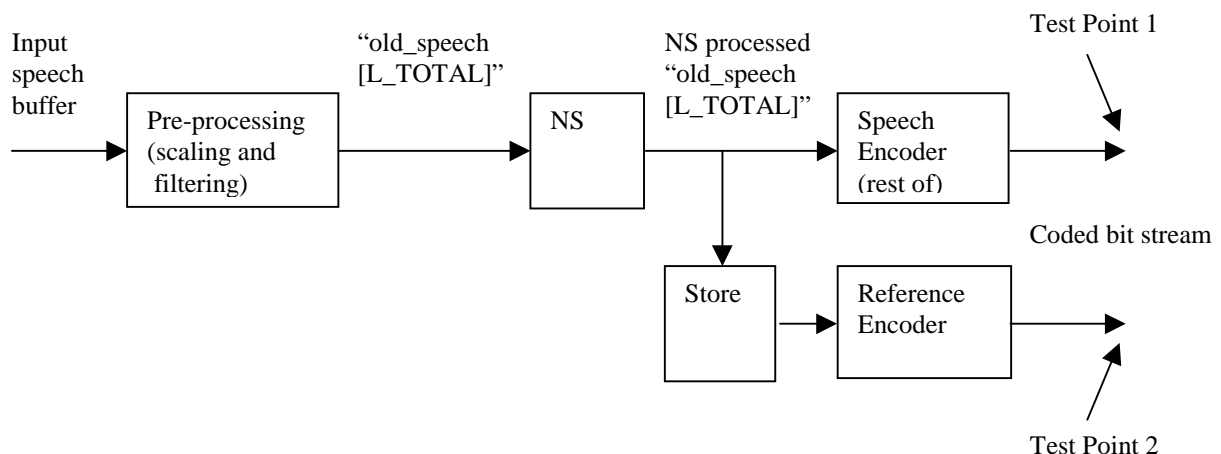 Input
speech
buffer
“old_speech
[L_TOTAL]”
NS processed
“old_speech
[L_TOTAL]”
Test Point 1
Pre-processing
(scaling and
filtering)
NS
Speech
Encoder
(rest of)
Coded bit stream
Store
Reference
Encoder
Test Point 2